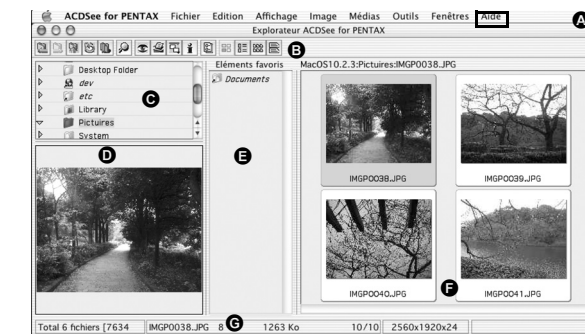 ACDSee for PENTAX Fichier Edition Affichage Image Médias Outils Fenêtres Aide
A
Explorateur ACDSee for PENTAX
B
Eléments favoris MacOS10.2.3:Pictures:IMGP0038.JPG
Desktop Folder
dev
etc
Library
Pictuires
System
C
Documents
D
E
IMGP0038.JPG IMGP0039.JPG
IMGP0040.JPG IMGP0041.JPG
F
Total 6 fichiers [7634 IMGP0038.JPG 8 G 1263 Ko 10/10 2560x1920x24